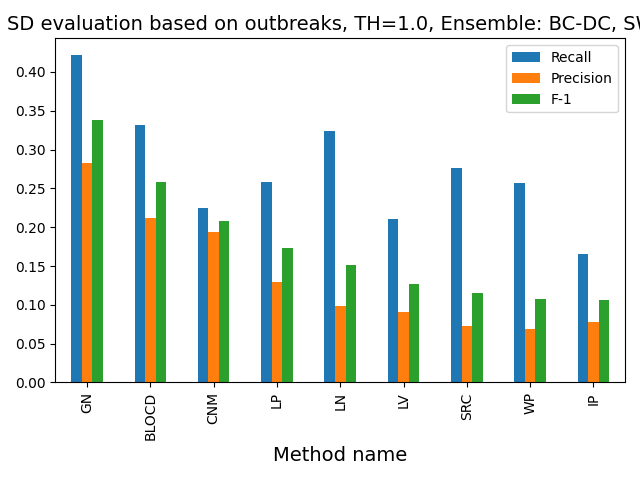 SD evaluation based on outbreaks, TH=1.0, Ensemble: BC-DC,
Recall
Precision
F-1
0.40
0.35
0.30
0.25
0.20
0.15
0.10
0.05
0.00
GN
BLOCD
CNM
LP
LN
LV
SRC
WP
IP
Method name